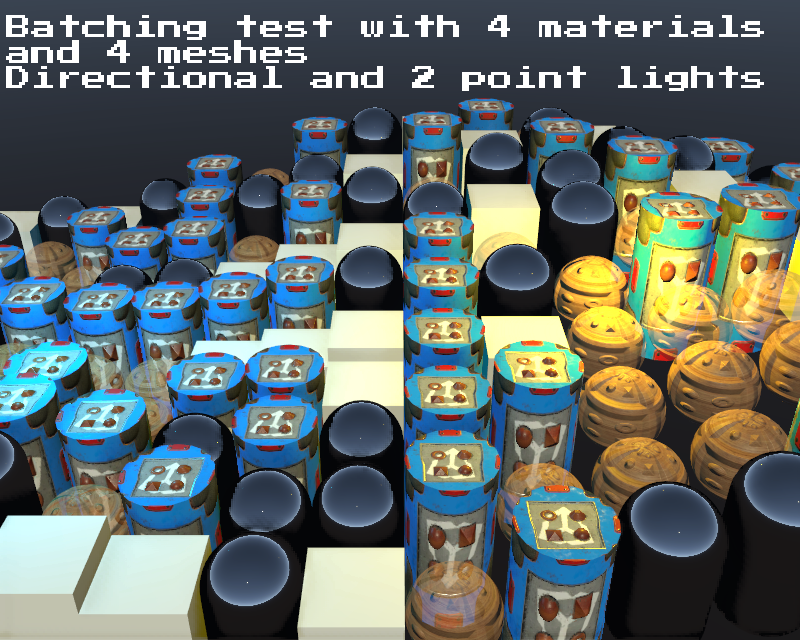 Batching test with 4 materials
and 4 meshes
Directional and 2 point lights